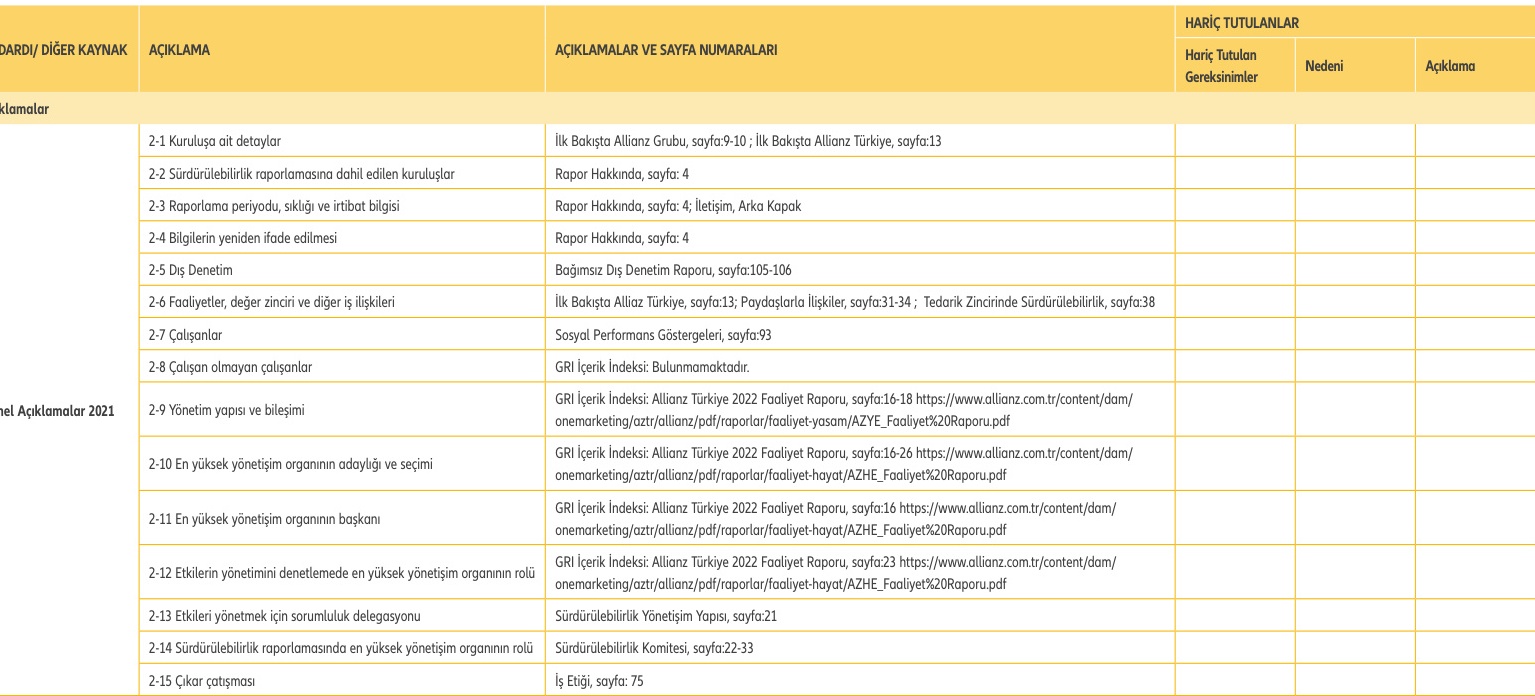 DARDI/ DİĞER KAYNAK
AÇIKLAMA
AÇIKLAMALAR VE SAYFA NUMARALARI
HARİÇ TUTULANLAR
Hariç Tutulan
Gereksinimler
Nedeni
Açıklama
klamalar
2-1 Kuruluşa ait detaylar
İlk Bakışta Allianz Grubu, sayfa:9-10 ; İlk Bakışta Allianz Türkiye, sayfa:13
2-2 Sürdürülebilirlik raporlamasına dahil edilen kuruluşlar
Rapor Hakkında, sayfa: 4
2-3 Raporlama periyodu, sıklığı ve irtibat bilgisi
Rapor Hakkında, sayfa: 4; İletişim, Arka Kapak
2-4 Bilgilerin yeniden ifade edilmesi
Rapor Hakkında, sayfa: 4
2-5 Dış Denetim
Bağımsız Dış Denetim Raporu, sayfa:105-106
2-6 Faaliyetler, değer zinciri ve diğer iş ilişkileri
İlk Bakışta Alliaz Türkiye, sayfa:13; Paydaşlarla İlişkiler, sayfa:31-34 ; Tedarik Zincirinde Sürdürülebilirlik, sayfa:38
2-7 Çalışanlar
Sosyal Performans Göstergeleri, sayfa:93
2-8 Çalışan olmayan çalışanlar
GRI İçerik İndeksi: Bulunmamaktadır.
nel Açıklamalar 2021
2-9 Yönetim yapısı ve bileşimi
GRI İçerik İndeksi: Allianz Türkiye 2022 Faaliyet Raporu, sayfa:16-18 https://www.allianz.com.tr/content/dam/
onemarketing/aztr/allianz/pdf/raporlar/faaliyet-yasam/AZYE_Faaliyet%20Raporu.pdf
2-10 En yüksek yönetişim organının adaylığı ve seçimi
GRI İçerik İndeksi: Allianz Türkiye 2022 Faaliyet Raporu, sayfa:16-26 https://www.allianz.com.tr/content/dam/
onemarketing/aztr/allianz/pdf/raporlar/faaliyet-hayat/AZHE_Faaliyet%20Raporu.pdf
2-11 En yüksek yönetişim organının başkanı
GRI İçerik İndeksi: Allianz Türkiye 2022 Faaliyet Raporu, sayfa:16 https://www.allianz.com.tr/content/dam/
onemarketing/aztr/allianz/pdf/raporlar/faaliyet-hayat/AZHE_Faaliyet%20Raporu.pdf
2-12 Etkilerin yönetimini denetlemede en yüksek yönetişim organının rolü
GRI İçerik İndeksi: Allianz Türkiye 2022 Faaliyet Raporu, sayfa:23 https://www.allianz.com.tr/content/dam/
onemarketing/aztr/allianz/pdf/raporlar/faaliyet-hayat/AZHE_Faaliyet%20Raporu.pdf
2-13 Etkileri yönetmek için sorumluluk delegasyonu
Sürdürülebilirlik Yönetişim Yapısı, sayfa:21
2-14 Sürdürülebilirlik raporlamasında en yüksek yönetişim organının rolü
Sürdürülebilirlik Komitesi, sayfa:22-33
2-15 Çıkar çatışması
İş Etiği, sayfa: 75